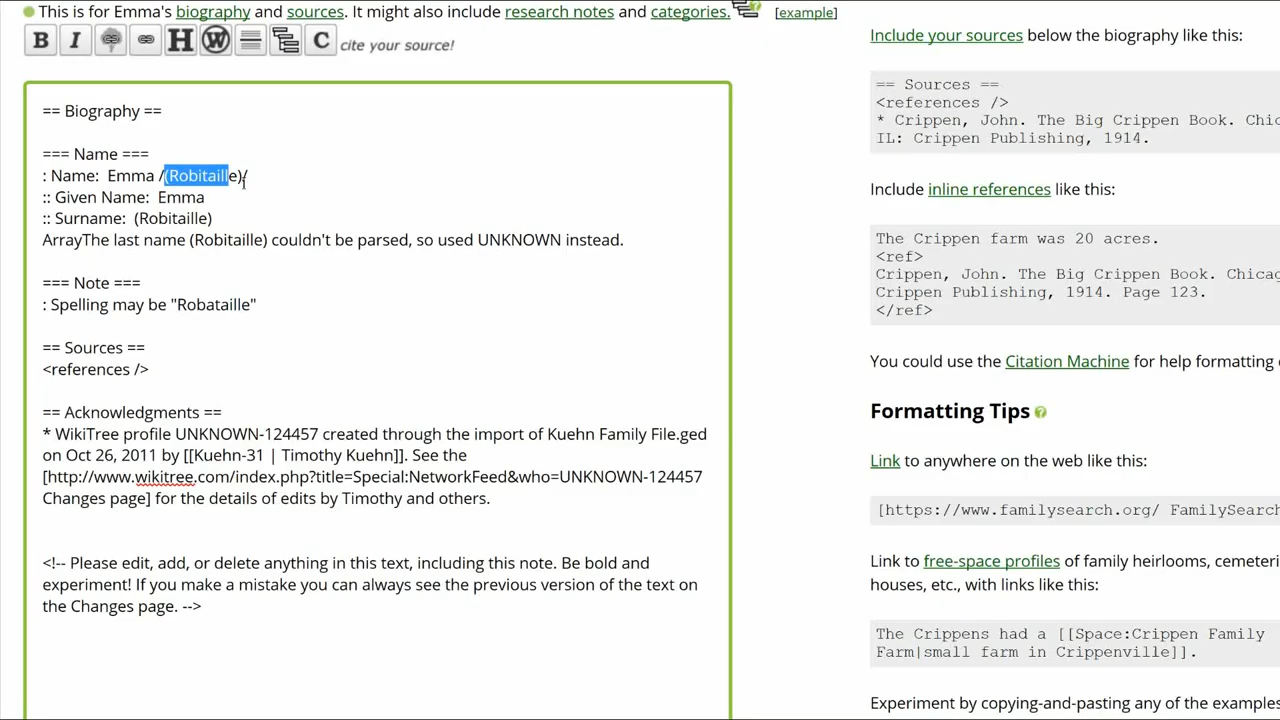 This is for Emma's biography and sources. It might also include research notes and categories. [example]
B I H W C cite your source!
== Biography ==
=== Name ===
: Name:  Emma /(Robitaille)/
:: Given Name:  Emma
:: Surname:  (Robitaille)
ArrayThe last name (Robitaille) couldn't be parsed, so used UNKNOWN instead.
=== Note ===
: Spelling may be "Robataille"
== Sources ==
<references />
== Acknowledgments ==
* WikiTree profile UNKNOWN-124457 created through the import of Kuehn Family File.ged
on Oct 26, 2011 by [[Kuehn-31 | Timothy Kuehn]]. See the
[http://www.wikitree.com/index.php?title=Special:NetworkFeed&who=UNKNOWN-124457
Changes page] for the details of edits by Timothy and others.
<!-- Please edit, add, or delete anything in this text, including this note. Be bold and
experiment! If you make a mistake you can always see the previous version of the text on
the Changes page. -->
Include your sources below the biography like this:
== Sources ==
<references />
* Crippen, John. The Big Crippen Book. Chic
IL: Crippen Publishing, 1914.
Include inline references like this:
The Crippen farm was 20 acres.
<ref>
Crippen, John. The Big Crippen Book. Chicag
Crippen Publishing, 1914. Page 123.
</ref>
You could use the Citation Machine for help formatting
Formatting Tips ?
Link to anywhere on the web like this:
[https://www.familysearch.org/ FamilySearch
Link to free-space profiles of family heirlooms, cemeteri
houses, etc., with links like this:
The Crippens had a [[Space:Crippen Family
Farm|small farm in Crippenville]].
Experiment by copying-and-pasting any of the examples